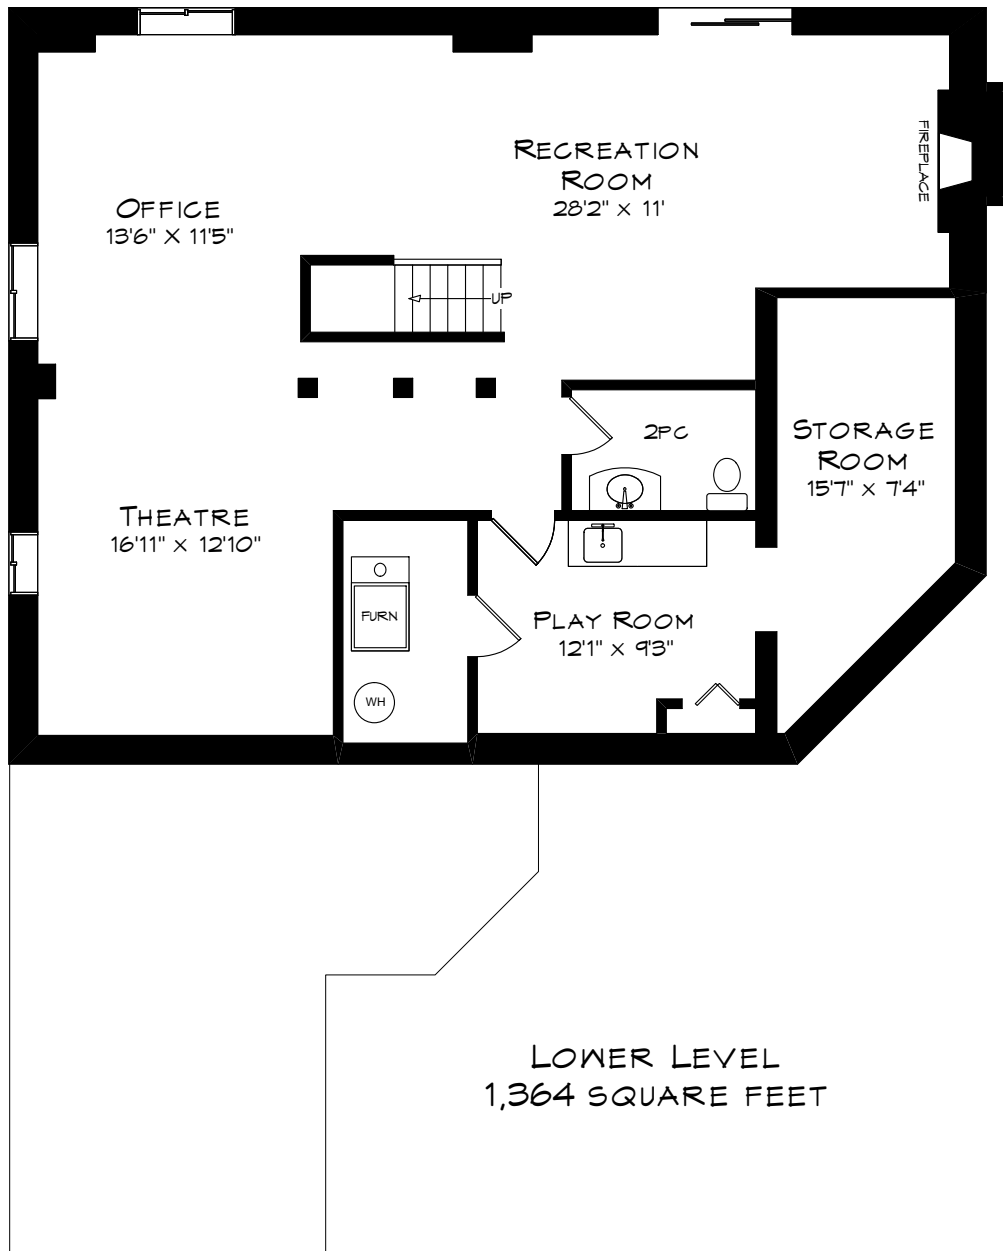 RECREATION
ROOM
28'2" X 11'
FIREPLACE
OFFICE
13'6" X 11'5"
UP
2PC
STORAGE
ROOM
15'7" X 7'4"
THEATRE
16'11" X 12'10"
FURN
PLAY ROOM
12'1" X 9'3"
WH
LOWER LEVEL
1,364 SQUARE FEET